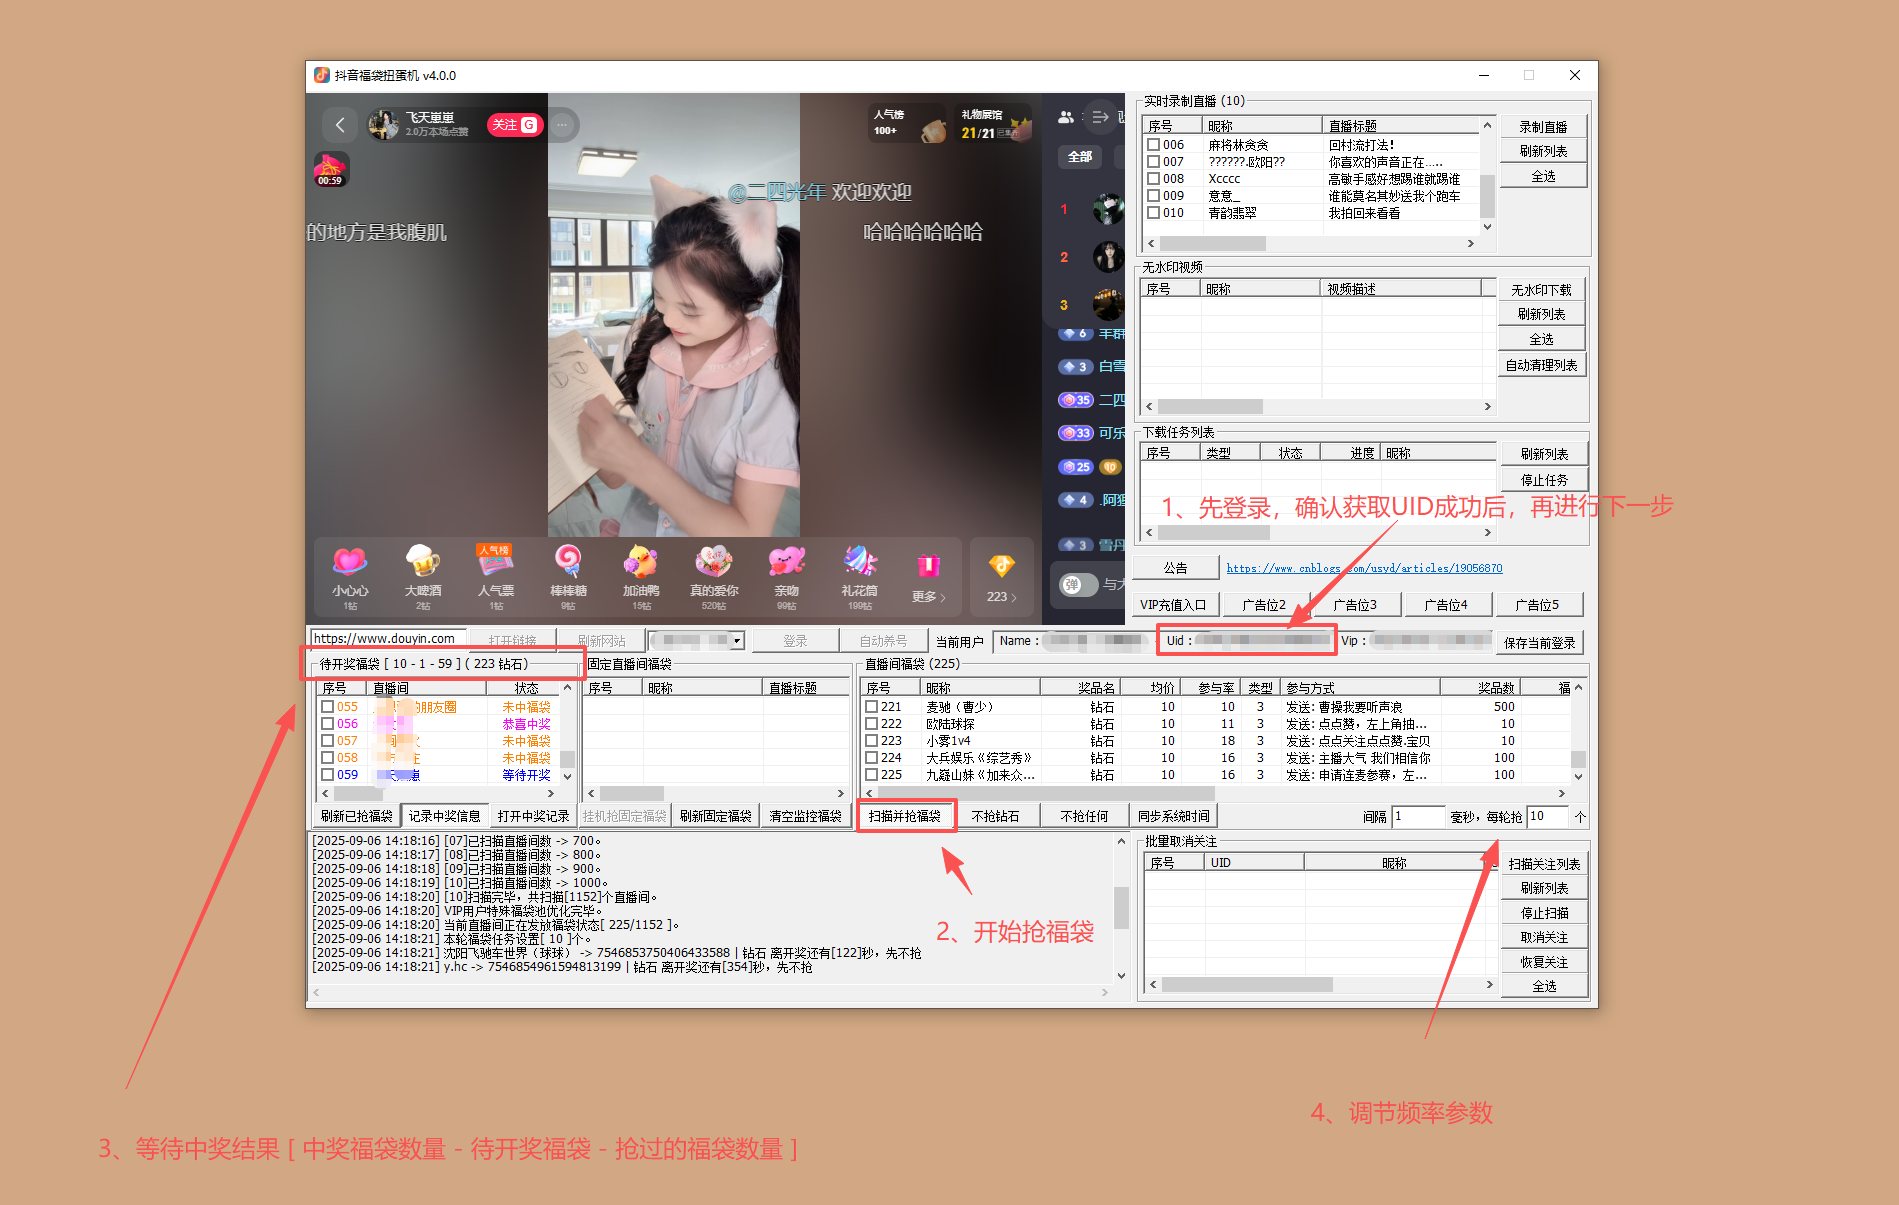 抖音福袋扭蛋机 v4.0.0
飞天崽崽
2.0万本场点赞
关注
人气榜
100+
礼物展馆
21/21 已集齐
00:59
全部
@二四光年 欢迎欢迎
的地方是我腹肌
哈哈哈哈哈哈
1
2
3
6 丰群
3 白雪
35 二四
33 可乐
25
4 .阿猩
3 雪丹
弹 与大
小心心
1钻
大啤酒
2钻
人气榜
人气票
1钻
棒棒糖
9钻
加油鸭
15钻
真的爱你
520钻
亲吻
99钻
礼花筒
199钻
更多
223
实时录制直播 (10)
序号 昵称 直播标题
006 麻将林贪贪 回村流打法！
007 ??????.欧阳?? 你喜欢的声音正在.....
008 Xcccc 高敏手感好想踢谁就踢谁
009 意意_ 谁能莫名其妙送我个跑车
010 青韵翡翠 我拍回来看看
录制直播
刷新列表
全选
无水印视频
序号 昵称 视频描述
无水印下载
刷新列表
全选
自动清理列表
下载任务列表
序号 类型 状态 进度 昵称
刷新列表
停止任务
1、先登录，确认获取UID成功后，再进行下一步
公告 https://www.cnblogs.com/usyd/articles/19056870
VIP充值入口 广告位2 广告位3 广告位4 广告位5
https://www.douyin.com 打开链接 刷新网站 登录 自动养号 当前用户 Name： Uid： Vip： 保存当前登录
待开奖福袋 [ 10 - 1 - 59 ] ( 223 钻石)
序号 直播间 状态
055 的朋友圈 未中福袋
056 恭喜中奖
057 未中福袋
058 未中福袋
059 等待开奖
固定直播间福袋
序号 昵称 直播标题
直播间福袋 (225)
序号 昵称 奖品名 均价 参与率 类型 参与方式 奖品数 福
221 麦驰（曹少） 钻石 10 10 3 发送: 曹操我要听声浪 500
222 欧陆球探 钻石 10 11 3 发送: 点点赞，左上角抽... 10
223 小雾1v4 钻石 10 18 3 发送: 点点关注点点赞.宝贝 10
224 大兵娱乐《综艺秀》 钻石 10 16 3 发送: 主播大气 我们相信你 100
225 九嶷山妹《加来众... 钻石 10 16 3 发送: 申请连麦参赛，左... 100
刷新已抢福袋 记录中奖信息 打开中奖记录 挂机抢固定福袋 刷新固定福袋 清空监控福袋 扫描并抢福袋 不抢钻石 不抢任何 同步系统时间 间隔 1 毫秒，每轮抢 10 个
[2025-09-06 14:18:16] [07]已扫描直播间数 -> 700。
[2025-09-06 14:18:17] [08]已扫描直播间数 -> 800。
[2025-09-06 14:18:18] [09]已扫描直播间数 -> 900。
[2025-09-06 14:18:19] [10]已扫描直播间数 -> 1000。
[2025-09-06 14:18:20] [10]扫描完毕，共扫描[1152]个直播间。
[2025-09-06 14:18:20] VIP用户特殊福袋池优化完毕。
[2025-09-06 14:18:20] 当前直播间正在发放福袋状态[ 225/1152 ]。
[2025-09-06 14:18:21] 本轮福袋任务设置[ 10 ]个。
[2025-09-06 14:18:21] 沈阳飞驰车世界（球球） -> 7546853750406433588 | 钻石 离开奖还有[122]秒，先不抢
[2025-09-06 14:18:21] y.hc -> 7546854961594813199 | 钻石 离开奖还有[354]秒，先不抢
2、开始抢福袋
批量取消关注
序号 UID 昵称
扫描关注列表
刷新列表
停止扫描
取消关注
恢复关注
全选
4、调节频率参数
3、等待中奖结果 [ 中奖福袋数量 - 待开奖福袋 - 抢过的福袋数量 ]